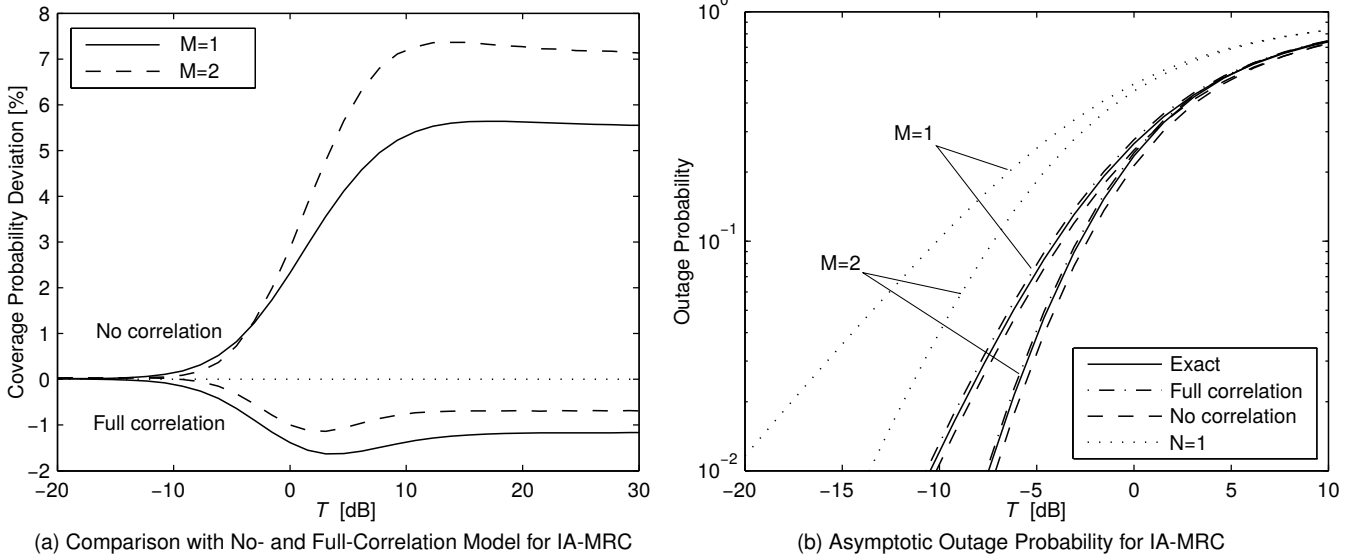 8
7
6
5
4
3
2
1
0
−1
−2
−20
−10
0
10
20
30
Coverage Probability Deviation [%]
T [dB]
M=1
M=2
No correlation
Full correlation
(a) Comparison with No- and Full-Correlation Model for IA-MRC
10^0
10^−1
10^−2
−20
−15
−10
−5
0
5
10
Outage Probability
T [dB]
M=1
M=2
Exact
Full correlation
No correlation
N=1
(b) Asymptotic Outage Probability for IA-MRC